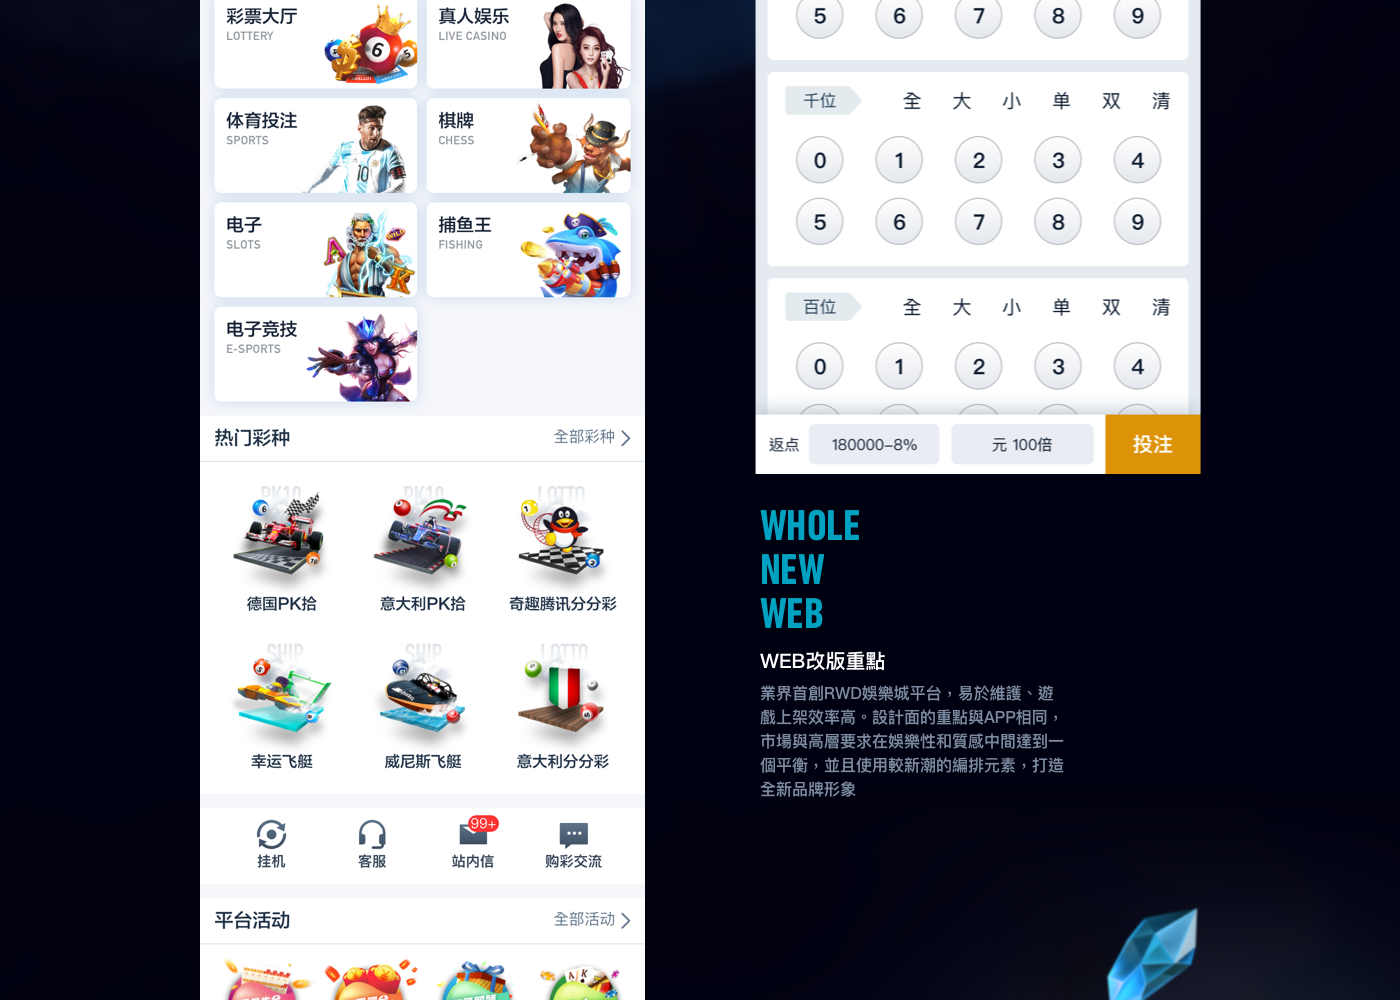 彩票大厅
LOTTERY
真人娱乐
LIVE CASINO
体育投注
SPORTS
棋牌
CHESS
电子
SLOTS
捕鱼王
FISHING
电子竞技
E-SPORTS
热门彩种
全部彩种
PK10
PK10
LOTTO
德国PK拾
意大利PK拾
奇趣腾讯分分彩
SHIP
SHIP
LOTTO
幸运飞艇
威尼斯飞艇
意大利分分彩
挂机
客服
99+
站内信
购彩交流
平台活动
全部活动
5 6 7 8 9
千位 全 大 小 单 双 清
0 1 2 3 4
5 6 7 8 9
百位 全 大 小 单 双 清
0 1 2 3 4
返点 180000-8% 元 100倍 投注
WHOLE
NEW
WEB
WEB改版重點
業界首創RWD娛樂城平台，易於維護、遊
戲上架效率高。設計面的重點與APP相同，
市場與高層要求在娛樂性和質感中間達到一
個平衡，並且使用較新潮的編排元素，打造
全新品牌形象